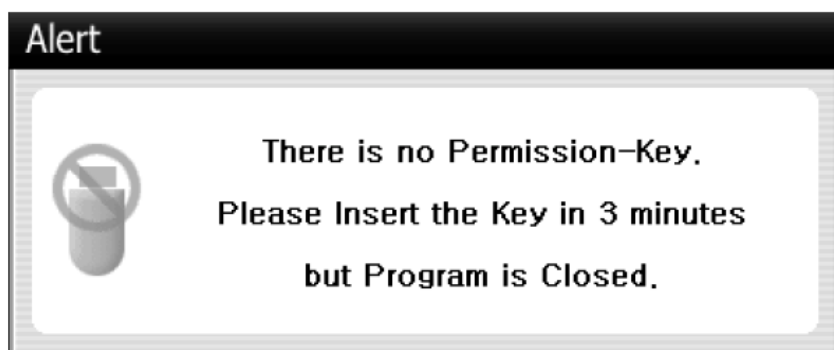 Alert
There is no Permission-Key.
Please Insert the Key in 3 minutes
but Program is Closed.